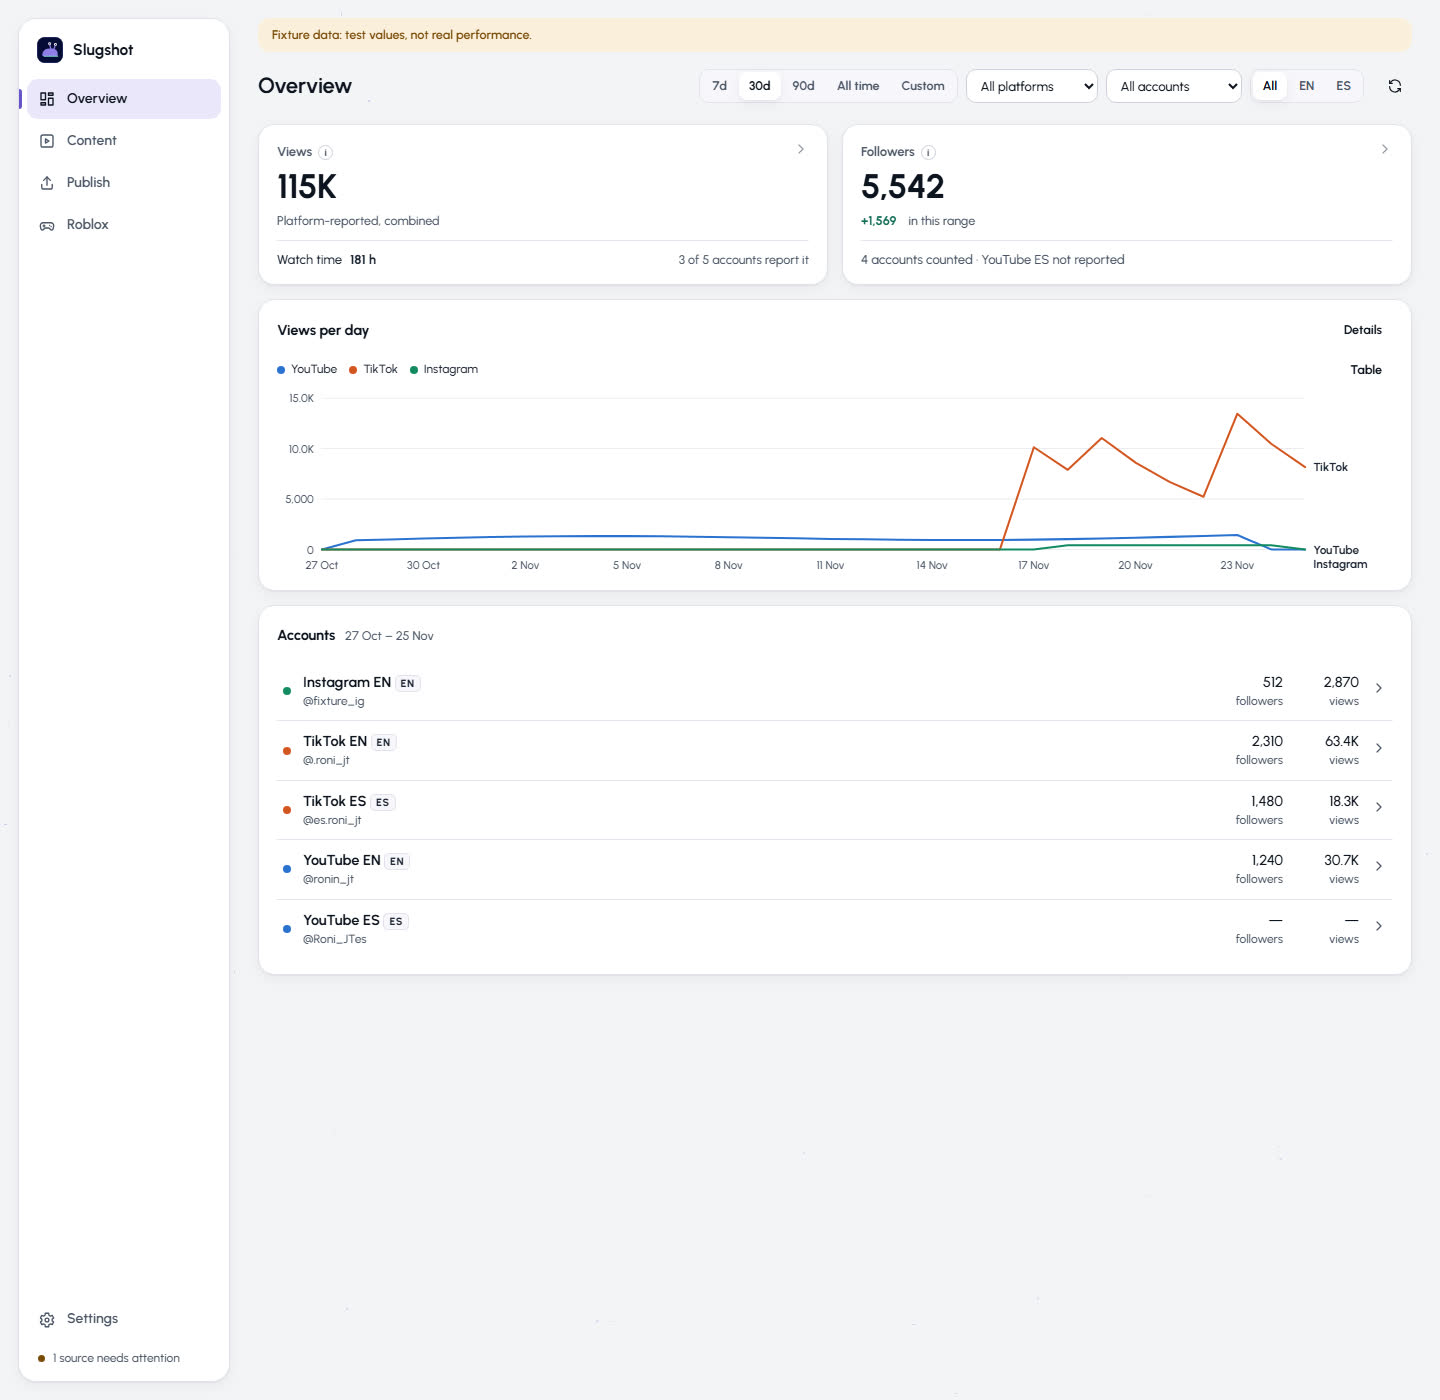 Slugshot
Overview
Content
Publish
Roblox
Settings
1 source needs attention
Fixture data: test values, not real performance.
Overview
7d 30d 90d All time Custom All platforms All accounts All EN ES
Views i
115K
Platform-reported, combined
Watch time 181 h 3 of 5 accounts report it
Followers i
5,542
+1,569 in this range
4 accounts counted · YouTube ES not reported
Views per day Details
YouTube TikTok Instagram Table
15.0K
10.0K
5,000
0
27 Oct 30 Oct 2 Nov 5 Nov 8 Nov 11 Nov 14 Nov 17 Nov 20 Nov 23 Nov
TikTok
YouTube
Instagram
Accounts 27 Oct – 25 Nov
Instagram EN EN 512 2,870
@fixture_ig followers views
TikTok EN EN 2,310 63.4K
@.roni_jt followers views
TikTok ES ES 1,480 18.3K
@es.roni_jt followers views
YouTube EN EN 1,240 30.7K
@ronin_jt followers views
YouTube ES ES — —
@Roni_JTes followers views